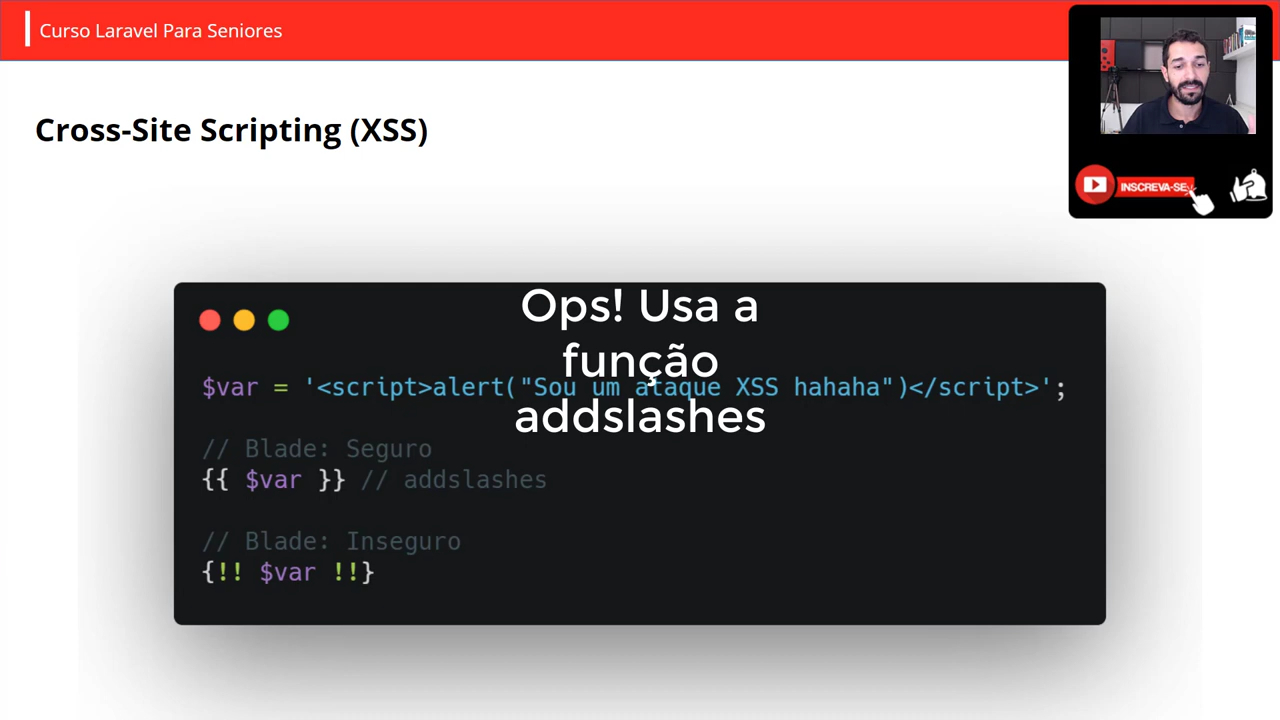 Curso Laravel Para Seniores
INSCREVA-SE
Cross-Site Scripting (XSS)
Ops! Usa a
função
addslashes
$var = '<script>alert("Sou um ataque XSS hahaha")</script>';
// Blade: Seguro
{{ $var }} // addslashes
// Blade: Inseguro
{!! $var !!}